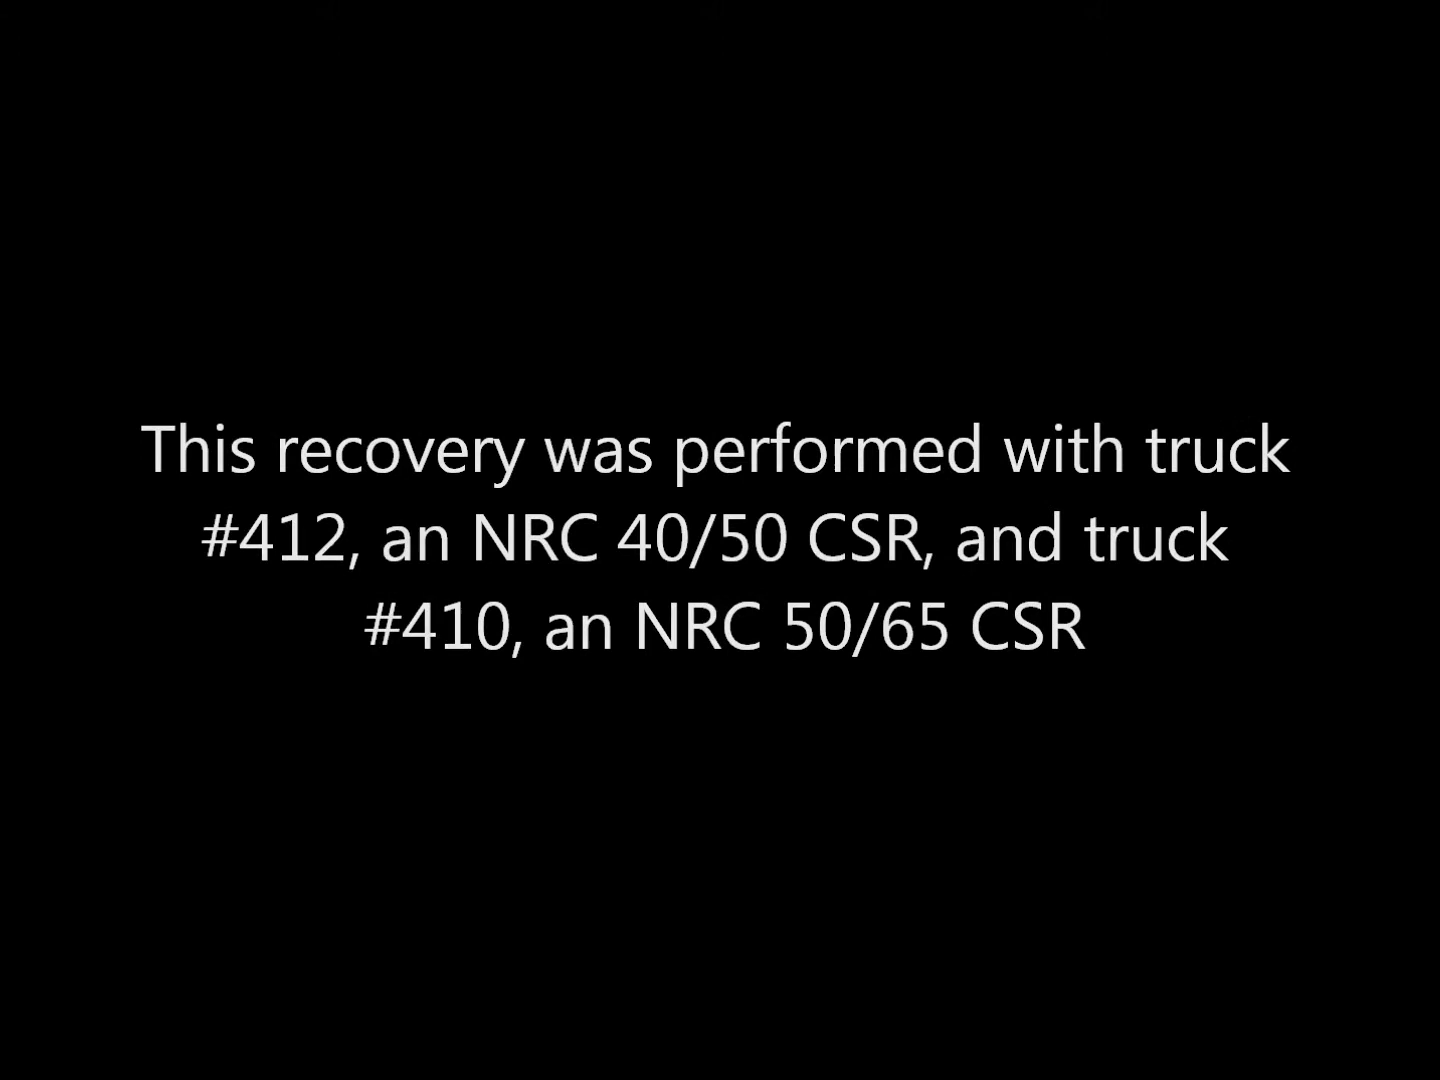 This recovery was performed with truck
#412, an NRC 40/50 CSR, and truck
#410, an NRC 50/65 CSR